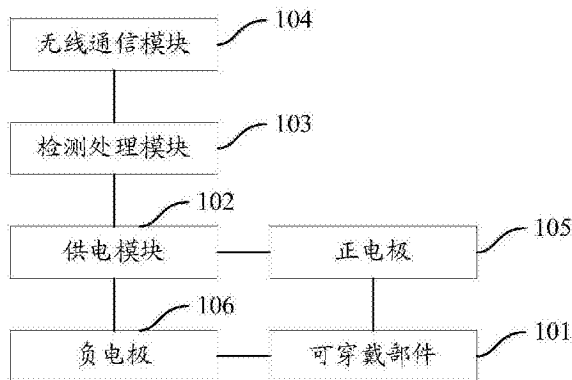 104
无线通信模块
103
检测处理模块
102
供电模块
正电极
105
106
负电极
可穿戴部件
101